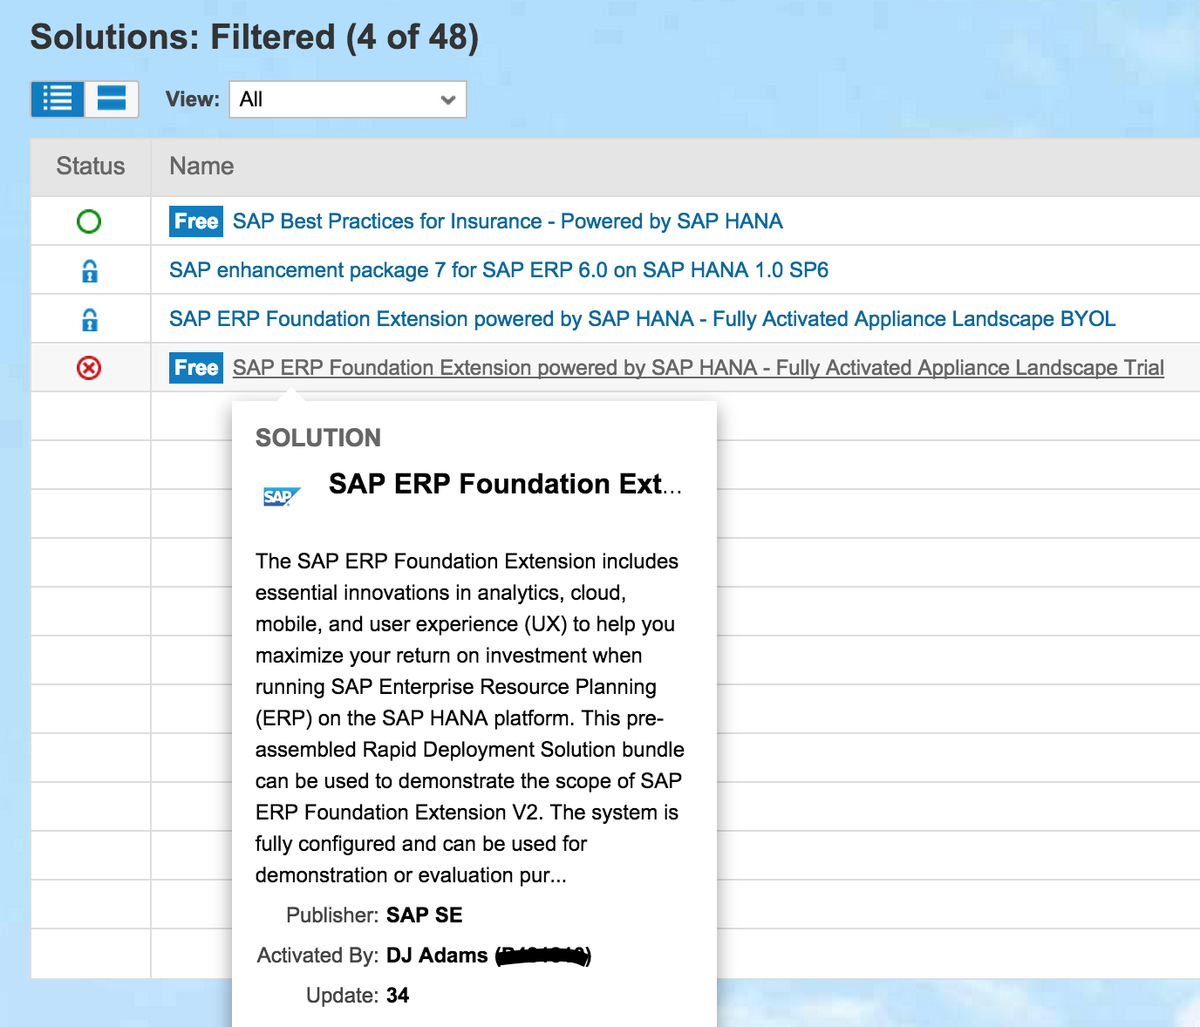 Solutions: Filtered (4 of 48)
View: All
Status Name
Free SAP Best Practices for Insurance - Powered by SAP HANA
SAP enhancement package 7 for SAP ERP 6.0 on SAP HANA 1.0 SP6
SAP ERP Foundation Extension powered by SAP HANA - Fully Activated Appliance Landscape BYOL
Free SAP ERP Foundation Extension powered by SAP HANA - Fully Activated Appliance Landscape Trial
SOLUTION
SAP SAP ERP Foundation Ext...
The SAP ERP Foundation Extension includes
essential innovations in analytics, cloud,
mobile, and user experience (UX) to help you
maximize your return on investment when
running SAP Enterprise Resource Planning
(ERP) on the SAP HANA platform. This pre-
assembled Rapid Deployment Solution bundle
can be used to demonstrate the scope of SAP
ERP Foundation Extension V2. The system is
fully configured and can be used for
demonstration or evaluation pur...
Publisher: SAP SE
Activated By: DJ Adams
Update: 34